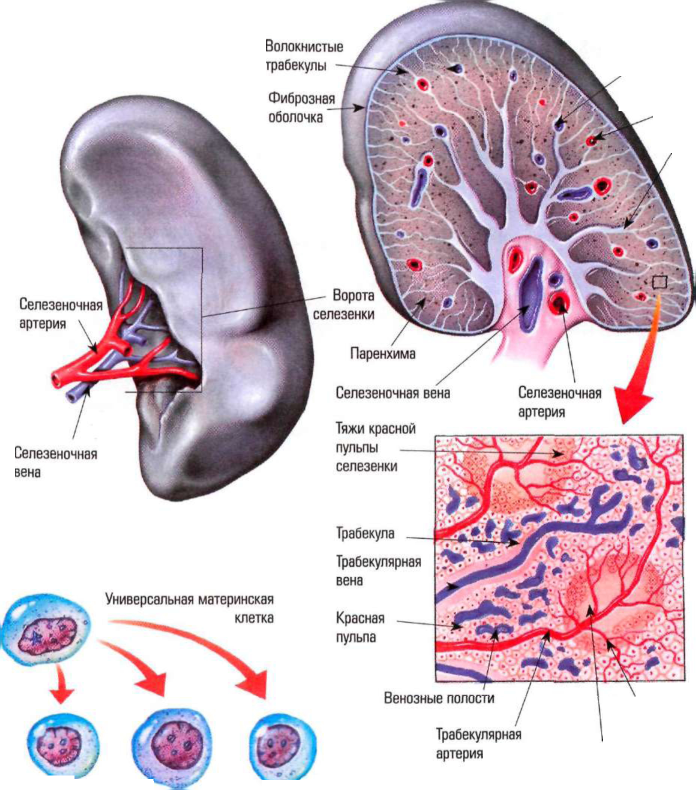 Волокнистые
трабекулы
Фиброзная
оболочка
Селезеночная
артерия
Ворота
селезенки
Паренхима
Селезеночная вена
Селезеночная
артерия
Селезеночная
вена
Тяжи красной
пульпы
селезенки
Трабекула
Трабекулярная
вена
Универсальная материнская
клетка
Красная
пульпа
Венозные полости
Трабекулярная
артерия